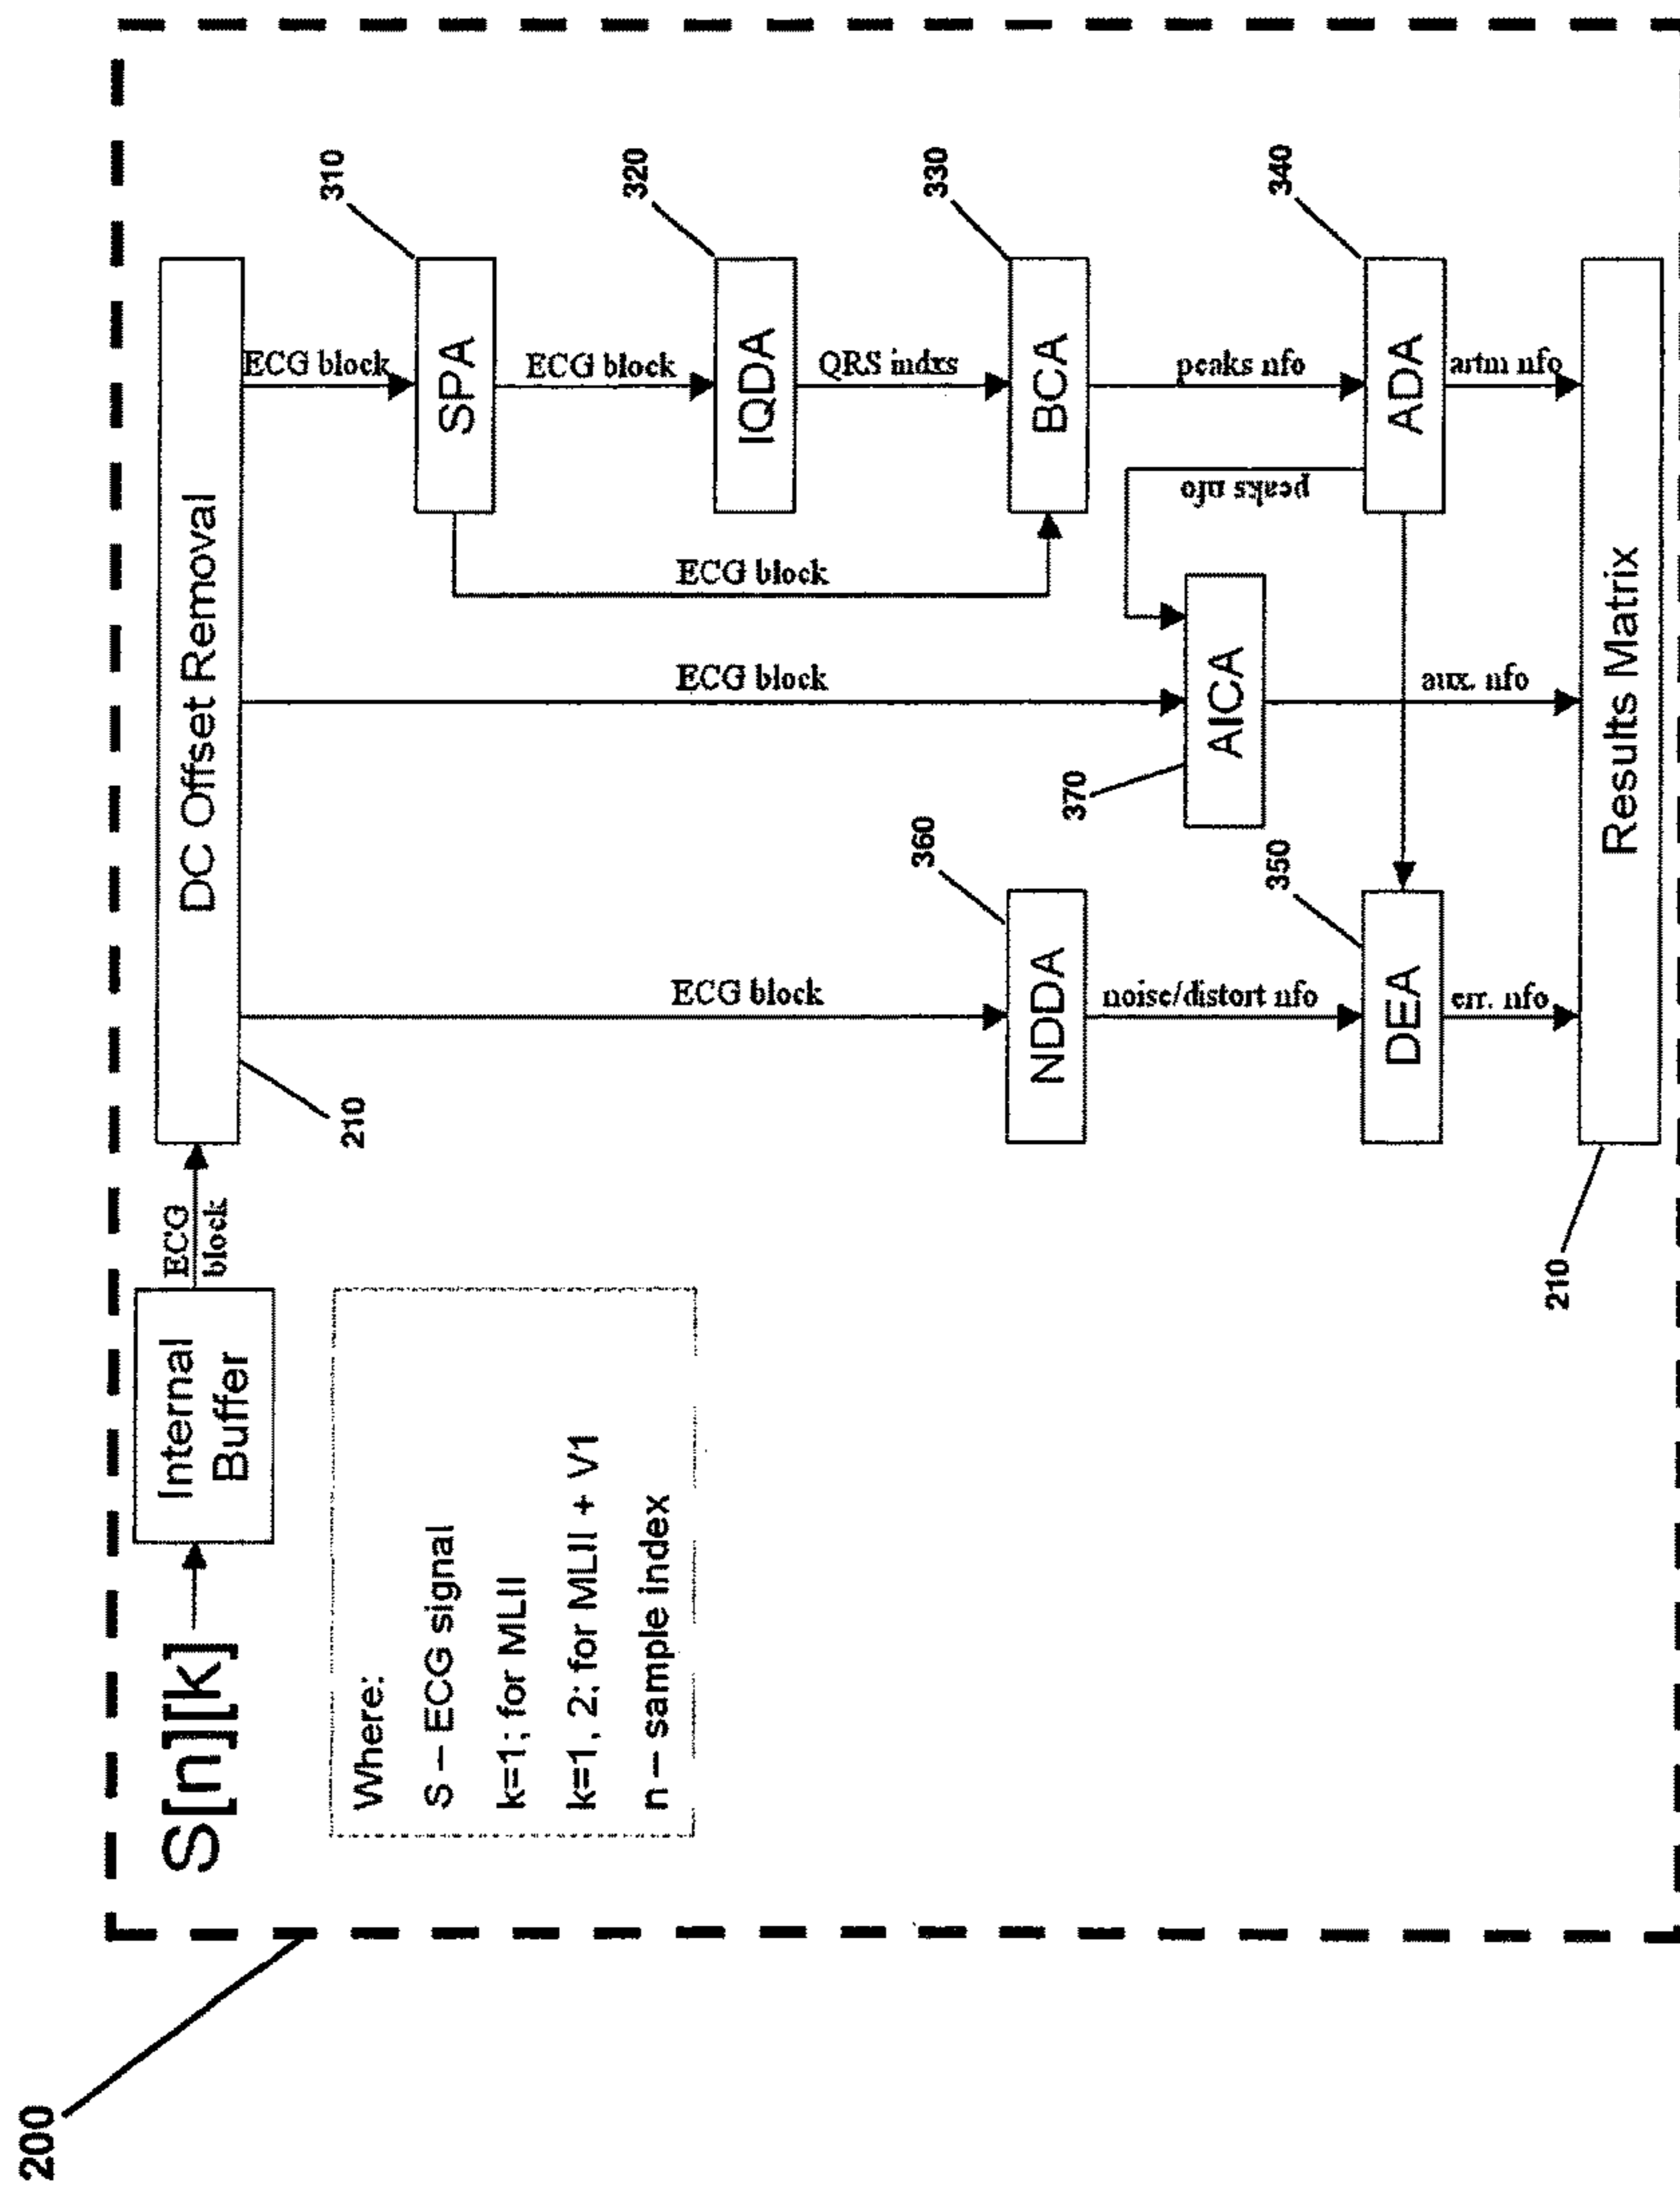 200
S[n][k]
Internal
Buffer
ECG
block
DC Offset Removal
210
Where:
S – ECG signal
k=1; for MLII
k=1, 2; for MLII + V1
n – sample index
ECG block
ECG block
ECG block
SPA
310
ECG block
ECG block
IQDA
320
QRS indxs
NDDA
360
BCA
330
noise/distort nfo
peaks nfo
peaks nfo
AICA
370
DEA
350
ADA
340
err. nfo
aux. nfo
artm nfo
Results Matrix
210